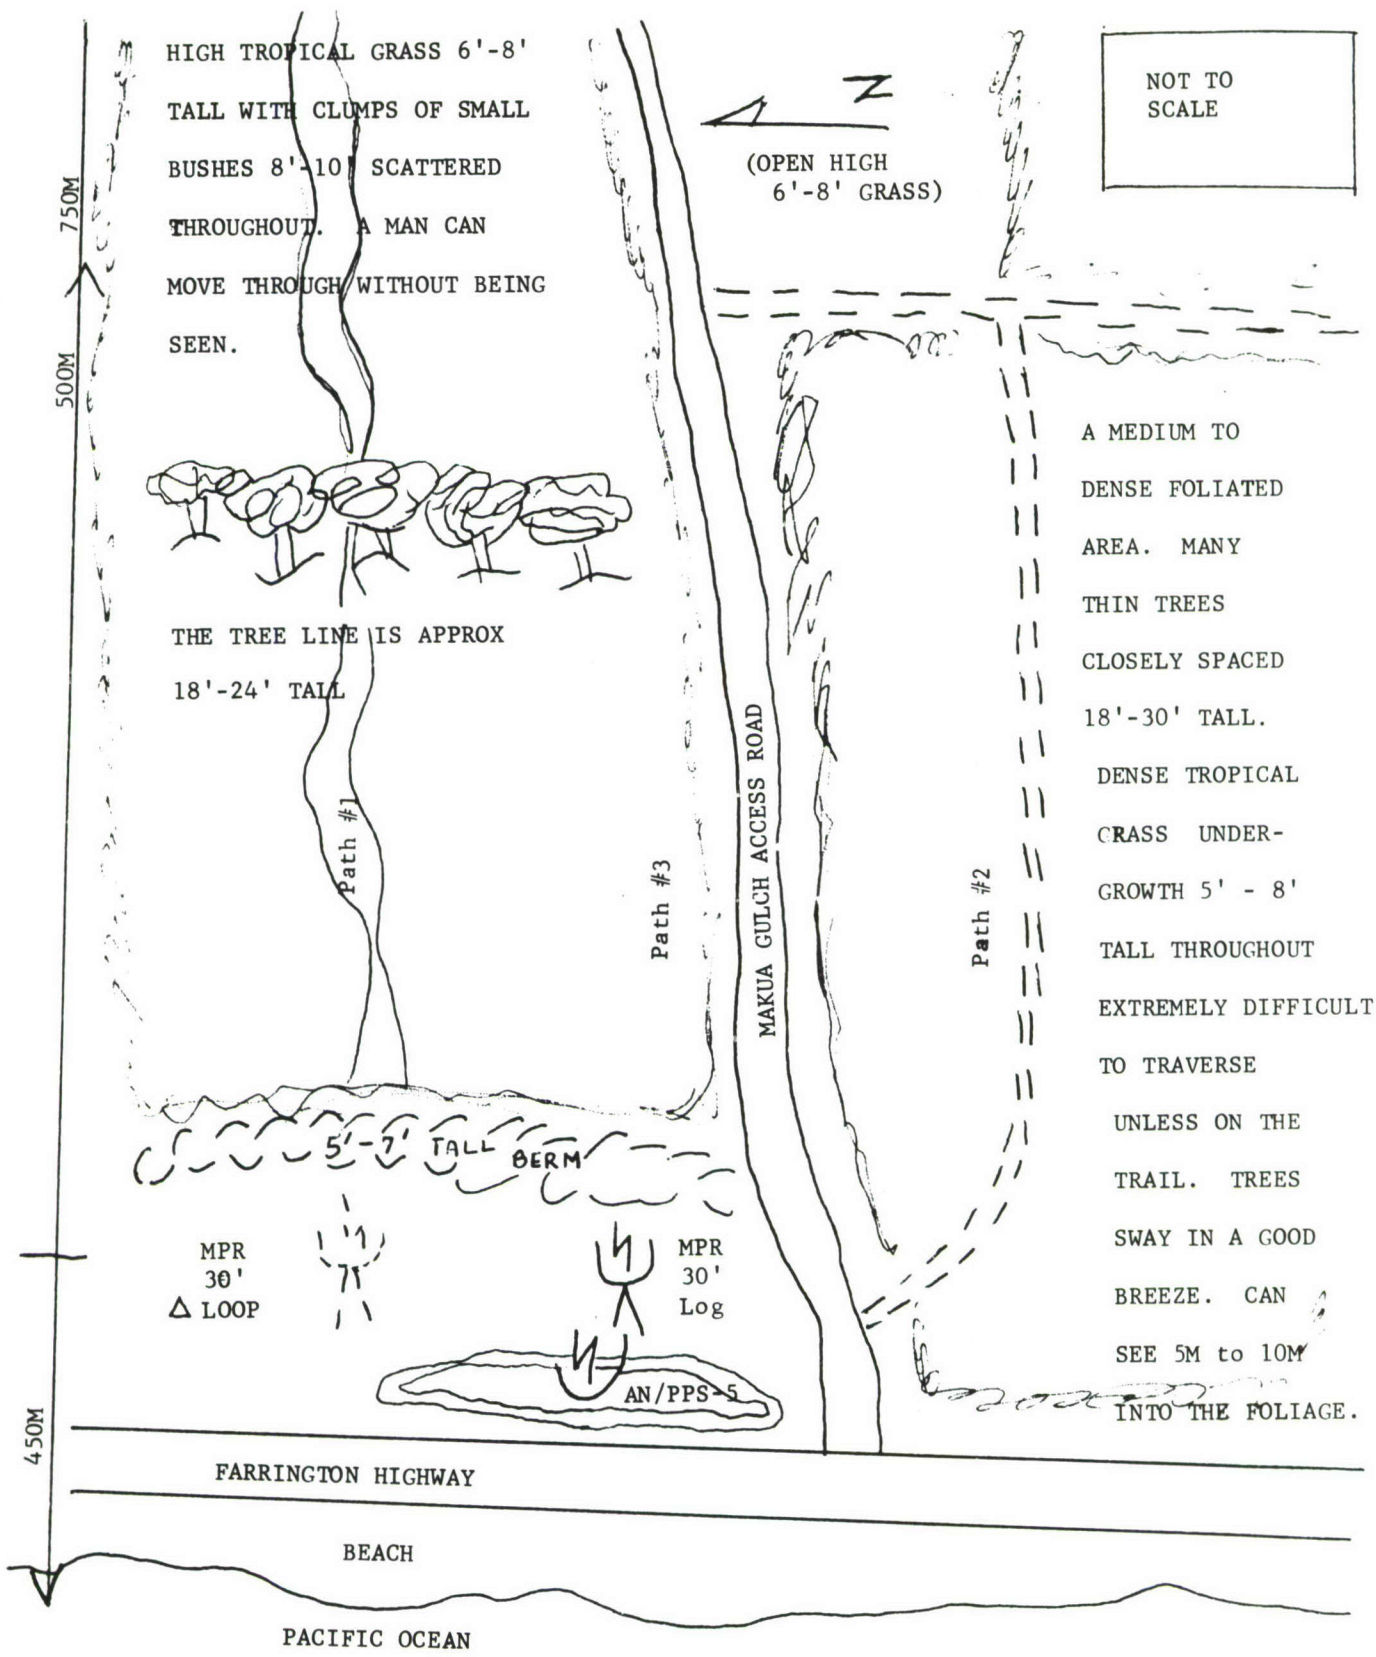 HIGH TROPICAL GRASS 6'-8'
TALL WITH CLUMPS OF SMALL
BUSHES 8'-10' SCATTERED
THROUGHOUT. A MAN CAN
MOVE THROUGH WITHOUT BEING
SEEN.
N
(OPEN HIGH
6'-8' GRASS)
NOT TO
SCALE
750M
500M
THE TREE LINE IS APPROX
18'-24' TALL
Path #1
Path #3
MAKUA GULCH ACCESS ROAD
Path #2
A MEDIUM TO
DENSE FOLIATED
AREA. MANY
THIN TREES
CLOSELY SPACED
18'-30' TALL.
DENSE TROPICAL
GRASS UNDER-
GROWTH 5' - 8'
TALL THROUGHOUT
EXTREMELY DIFFICULT
TO TRAVERSE
UNLESS ON THE
TRAIL. TREES
SWAY IN A GOOD
BREEZE. CAN
SEE 5M to 10M
INTO THE FOLIAGE.
5'-7' TALL BERM
MPR
30'
Δ LOOP
MPR
30'
Log
AN/PPS-5
450M
FARRINGTON HIGHWAY
BEACH
PACIFIC OCEAN